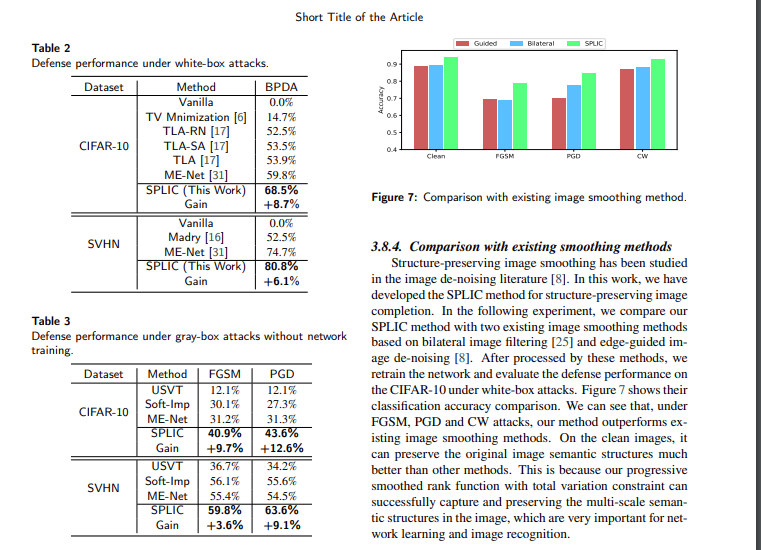 Short Title of the Article
Table 2
Defense performance under white-box attacks.
Dataset Method BPDA
Vanilla 0.0%
TV Mnimization [6] 14.7%
TLA-RN [17] 52.5%
CIFAR-10 TLA-SA [17] 53.5%
TLA [17] 53.9%
ME-Net [31] 59.8%
SPLIC (This Work) 68.5%
Gain +8.7%
Vanilla 0.0%
SVHN Madry [16] 52.5%
ME-Net [31] 74.7%
SPLIC (This Work) 80.8%
Gain +6.1%
Table 3
Defense performance under gray-box attacks without network
training.
Dataset Method FGSM PGD
USVT 12.1% 12.1%
CIFAR-10 Soft-Imp 30.1% 27.3%
ME-Net 31.2% 31.3%
SPLIC 40.9% 43.6%
Gain +9.7% +12.6%
USVT 36.7% 34.2%
SVHN Soft-Imp 56.1% 55.6%
ME-Net 55.4% 54.5%
SPLIC 59.8% 63.6%
Gain +3.6% +9.1%
Guided Bilateral SPLIC
Accuracy
0.9
0.8
0.7
0.6
0.5
0.4
Clean FGSM PGD CW
Figure 7: Comparison with existing image smoothing method.
3.8.4. Comparison with existing smoothing methods
Structure-preserving image smoothing has been studied
in the image de-noising literature [8]. In this work, we have
developed the SPLIC method for structure-preserving image
completion. In the following experiment, we compare our
SPLIC method with two existing image smoothing methods
based on bilateral image filtering [25] and edge-guided im-
age de-noising [8]. After processed by these methods, we
retrain the network and evaluate the defense performance on
the CIFAR-10 under white-box attacks. Figure 7 shows their
classification accuracy comparison. We can see that, under
FGSM, PGD and CW attacks, our method outperforms ex-
isting image smoothing methods. On the clean images, it
can preserve the original image semantic structures much
better than other methods. This is because our progressive
smoothed rank function with total variation constraint can
successfully capture and preserving the multi-scale seman-
tic structures in the image, which are very important for net-
work learning and image recognition.